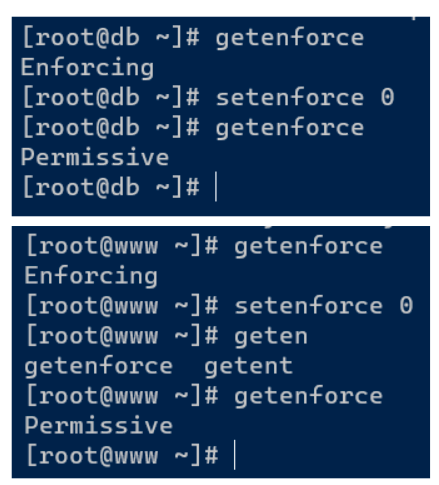 [root@db ~]# getenforce
Enforcing
[root@db ~]# setenforce 0
[root@db ~]# getenforce
Permissive
[root@db ~]#
[root@www ~]# getenforce
Enforcing
[root@www ~]# setenforce 0
[root@www ~]# geten
getenforce  getent
[root@www ~]# getenforce
Permissive
[root@www ~]#